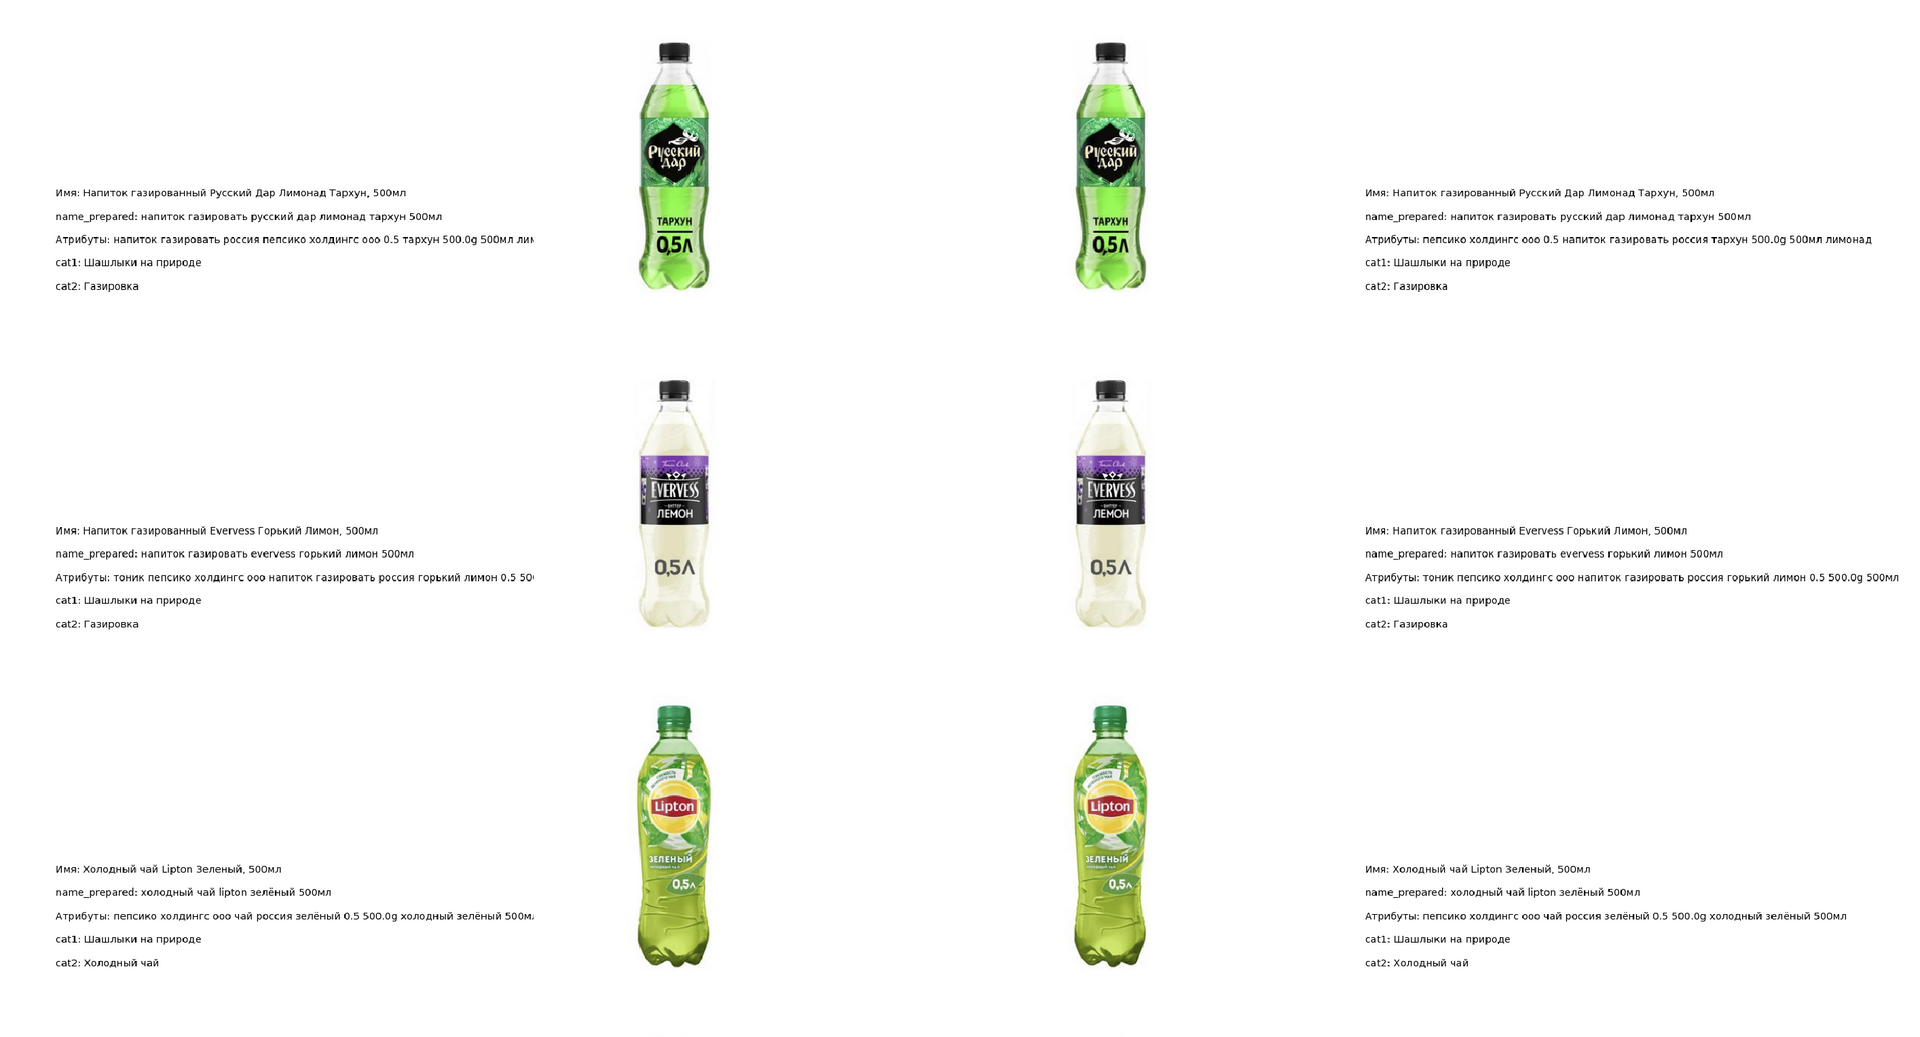 Русский
дар
ТАРХУН
0,5л
Русский
дар
ТАРХУН
0,5л
Имя: Напиток газированный Русский Дар Лимонад Тархун, 500мл
name_prepared: напиток газировать русский дар лимонад тархун 500мл
Атрибуты: напиток газировать россия пепсико холдингс ооо 0.5 тархун 500.0g 500мл
cat1: Шашлыки на природе
cat2: Газировка
Имя: Напиток газированный Русский Дар Лимонад Тархун, 500мл
name_prepared: напиток газировать русский дар лимонад тархун 500мл
Атрибуты: пепсико холдингс ооо 0.5 напиток газировать россия тархун 500.0g 500мл лимонад
cat1: Шашлыки на природе
cat2: Газировка
EVERVESS
ЛЕМОН
0,5Л
EVERVESS
ЛЕМОН
0,5Л
Имя: Напиток газированный Evervess Горький Лимон, 500мл
name_prepared: напиток газировать evervess горький лимон 500мл
Атрибуты: тоник пепсико холдингс ооо напиток газировать россия горький лимон 0.5
cat1: Шашлыки на природе
cat2: Газировка
Имя: Напиток газированный Evervess Горький Лимон, 500мл
name_prepared: напиток газировать evervess горький лимон 500мл
Атрибуты: тоник пепсико холдингс ооо напиток газировать россия горький лимон 0.5 500.0g 500мл
cat1: Шашлыки на природе
cat2: Газировка
Lipton
ЗЕЛЕНЫЙ
0,5л
Lipton
ЗЕЛЕНЫЙ
0,5л
Имя: Холодный чай Lipton Зеленый, 500мл
name_prepared: холодный чай lipton зелёный 500мл
Атрибуты: пепсико холдингс ооо чай россия зелёный 0.5 500.0g холодный зелёный
cat1: Шашлыки на природе
cat2: Холодный чай
Имя: Холодный чай Lipton Зеленый, 500мл
name_prepared: холодный чай lipton зелёный 500мл
Атрибуты: пепсико холдингс ооо чай россия зелёный 0.5 500.0g холодный зелёный 500мл
cat1: Шашлыки на природе
cat2: Холодный чай